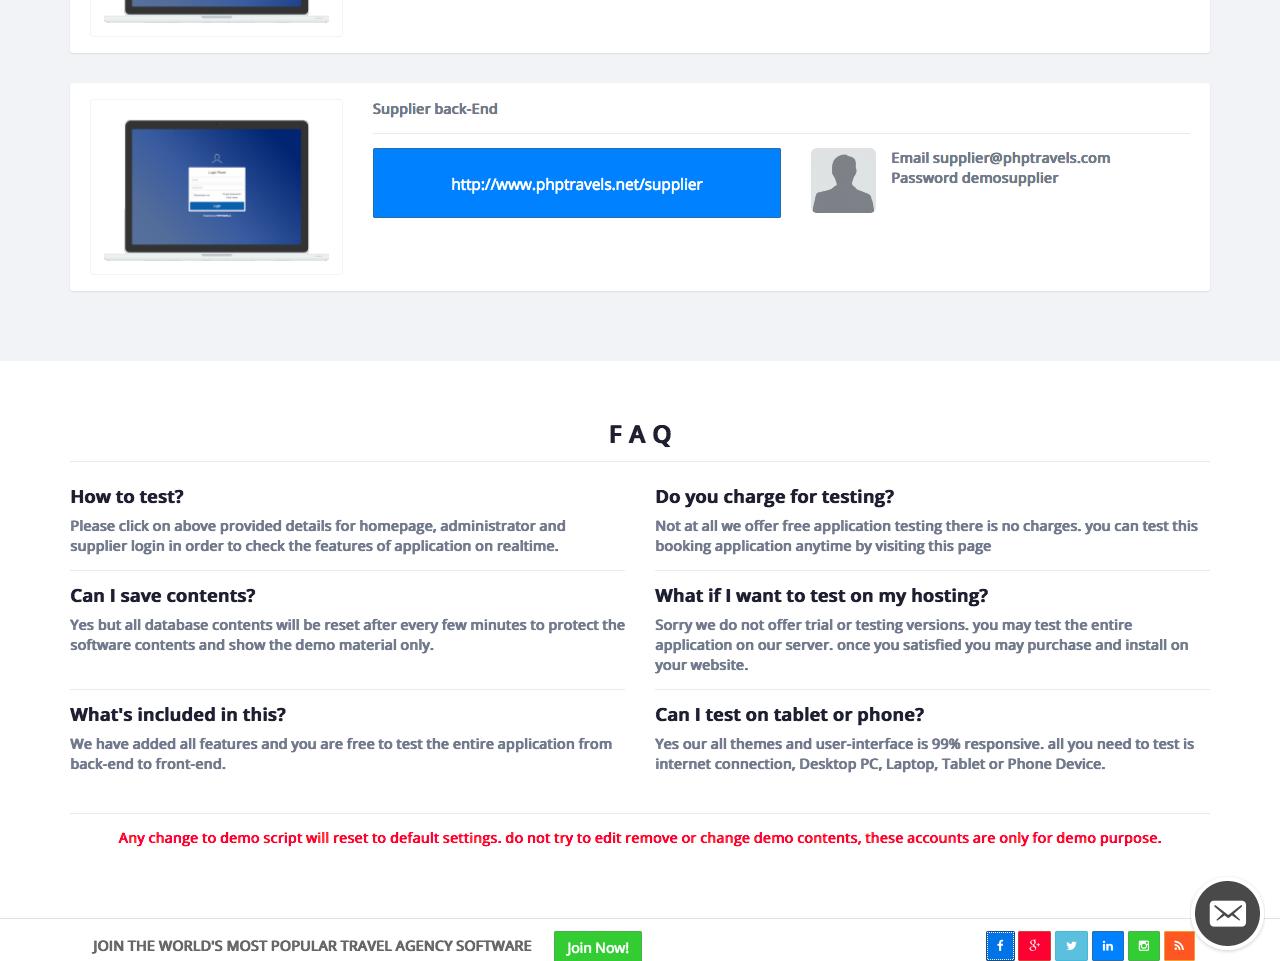 Supplier back-End
http://www.phptravels.net/supplier
Email supplier@phptravels.com
Password demosupplier
F A Q
How to test?
Please click on above provided details for homepage, administrator and
supplier login in order to check the features of application on realtime.
Do you charge for testing?
Not at all we offer free application testing there is no charges. you can test this
booking application anytime by visiting this page
Can I save contents?
Yes but all database contents will be reset after every few minutes to protect the
software contents and show the demo material only.
What if I want to test on my hosting?
Sorry we do not offer trial or testing versions. you may test the entire
application on our server. once you satisfied you may purchase and install on
your website.
What's included in this?
We have added all features and you are free to test the entire application from
back-end to front-end.
Can I test on tablet or phone?
Yes our all themes and user-interface is 99% responsive. all you need to test is
internet connection, Desktop PC, Laptop, Tablet or Phone Device.
Any change to demo script will reset to default settings. do not try to edit remove or change demo contents, these accounts are only for demo purpose.
JOIN THE WORLD'S MOST POPULAR TRAVEL AGENCY SOFTWARE
Join Now!